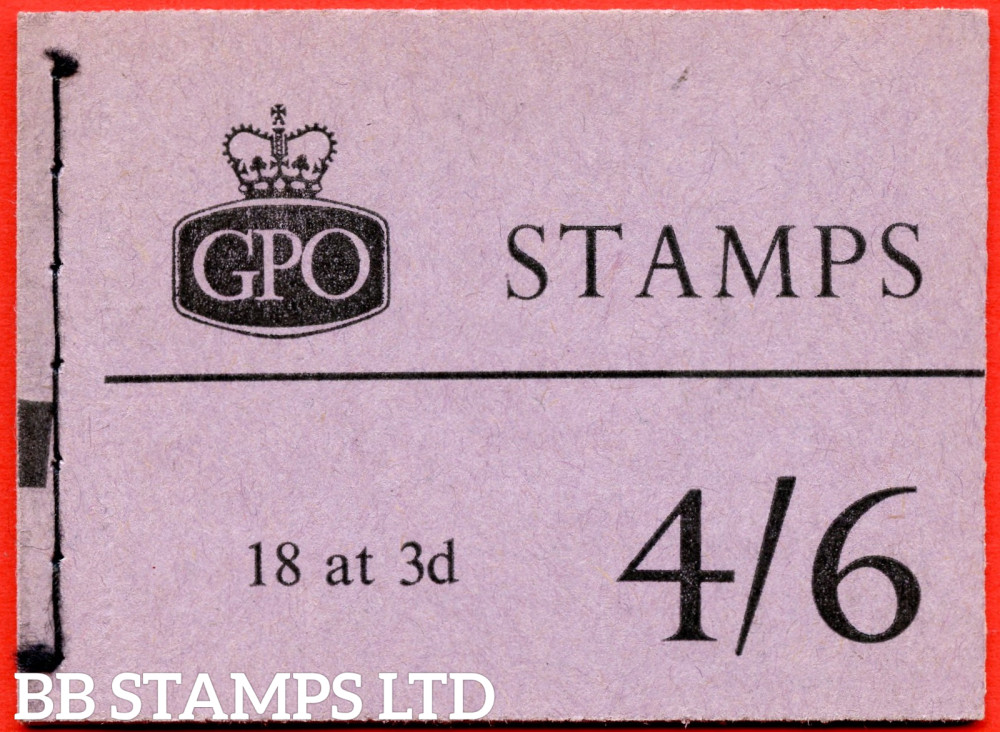 GPO
STAMPS
18 at 3d
4/6
BB STAMPS LTD